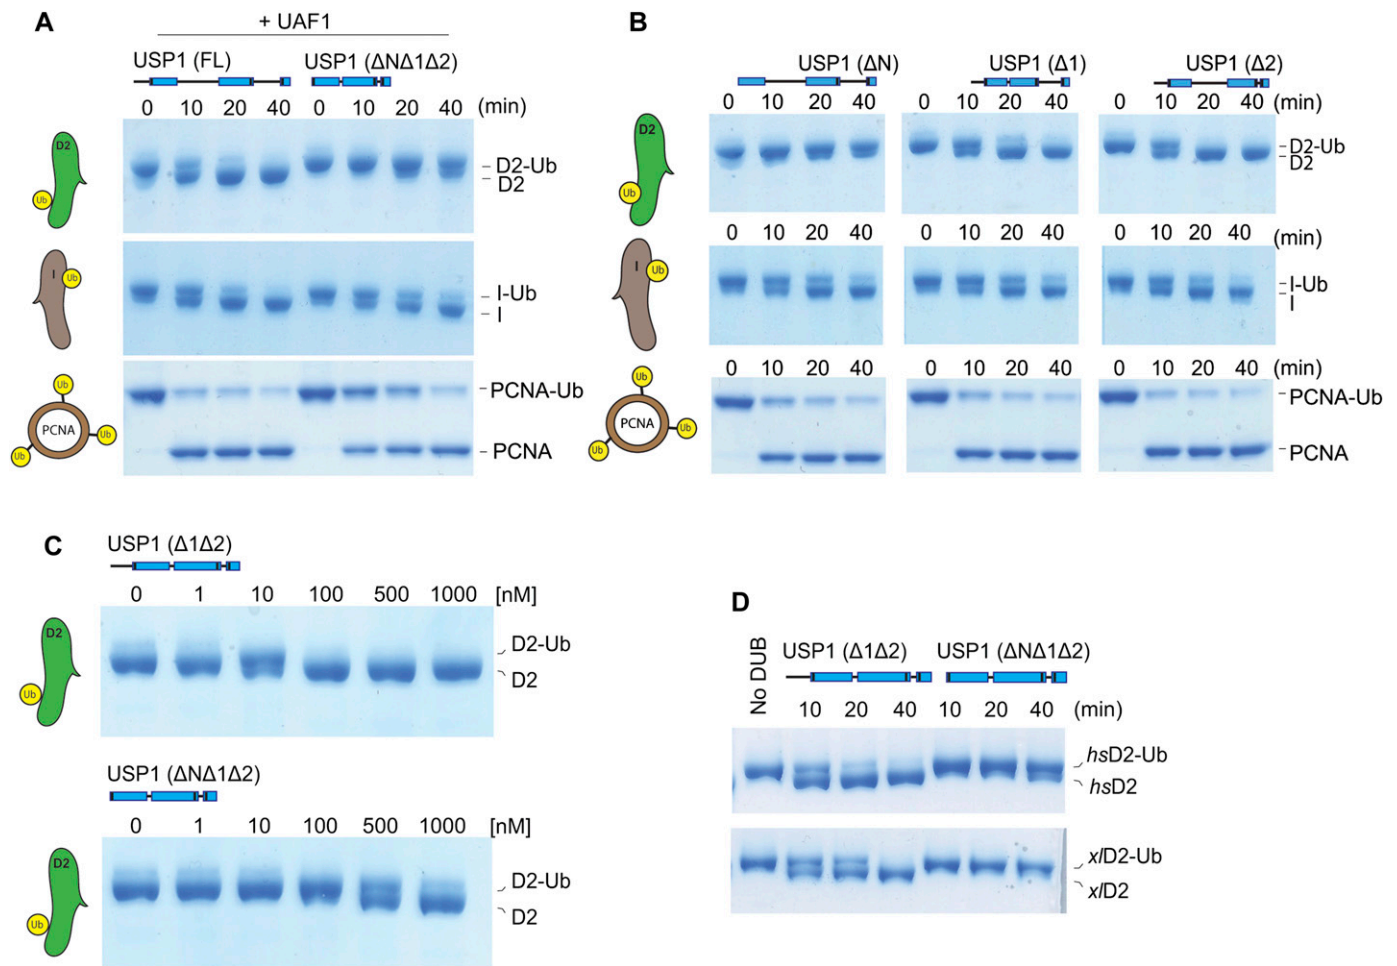 A
+ UAF1
USP1 (FL) USP1 (ΔNΔ1Δ2)
0 10 20 40 0 10 20 40 (min)
D2
Ub
D2-Ub
D2
I
Ub
I-Ub
I
Ub
PCNA
Ub
Ub
PCNA-Ub
PCNA
B
USP1 (ΔN) USP1 (Δ1) USP1 (Δ2)
0 10 20 40 0 10 20 40 0 10 20 40 (min)
D2
Ub
D2-Ub
D2
0 10 20 40 0 10 20 40 0 10 20 40 (min)
I
Ub
I-Ub
I
0 10 20 40 0 10 20 40 0 10 20 40 (min)
Ub
PCNA
Ub
Ub
PCNA-Ub
PCNA
C
USP1 (Δ1Δ2)
0 1 10 100 500 1000 [nM]
D2
Ub
D2-Ub
D2
USP1 (ΔNΔ1Δ2)
0 1 10 100 500 1000 [nM]
D2
Ub
D2-Ub
D2
D
No DUB
USP1 (Δ1Δ2) USP1 (ΔNΔ1Δ2)
10 20 40 10 20 40 (min)
hsD2-Ub
hsD2
xlD2-Ub
xlD2